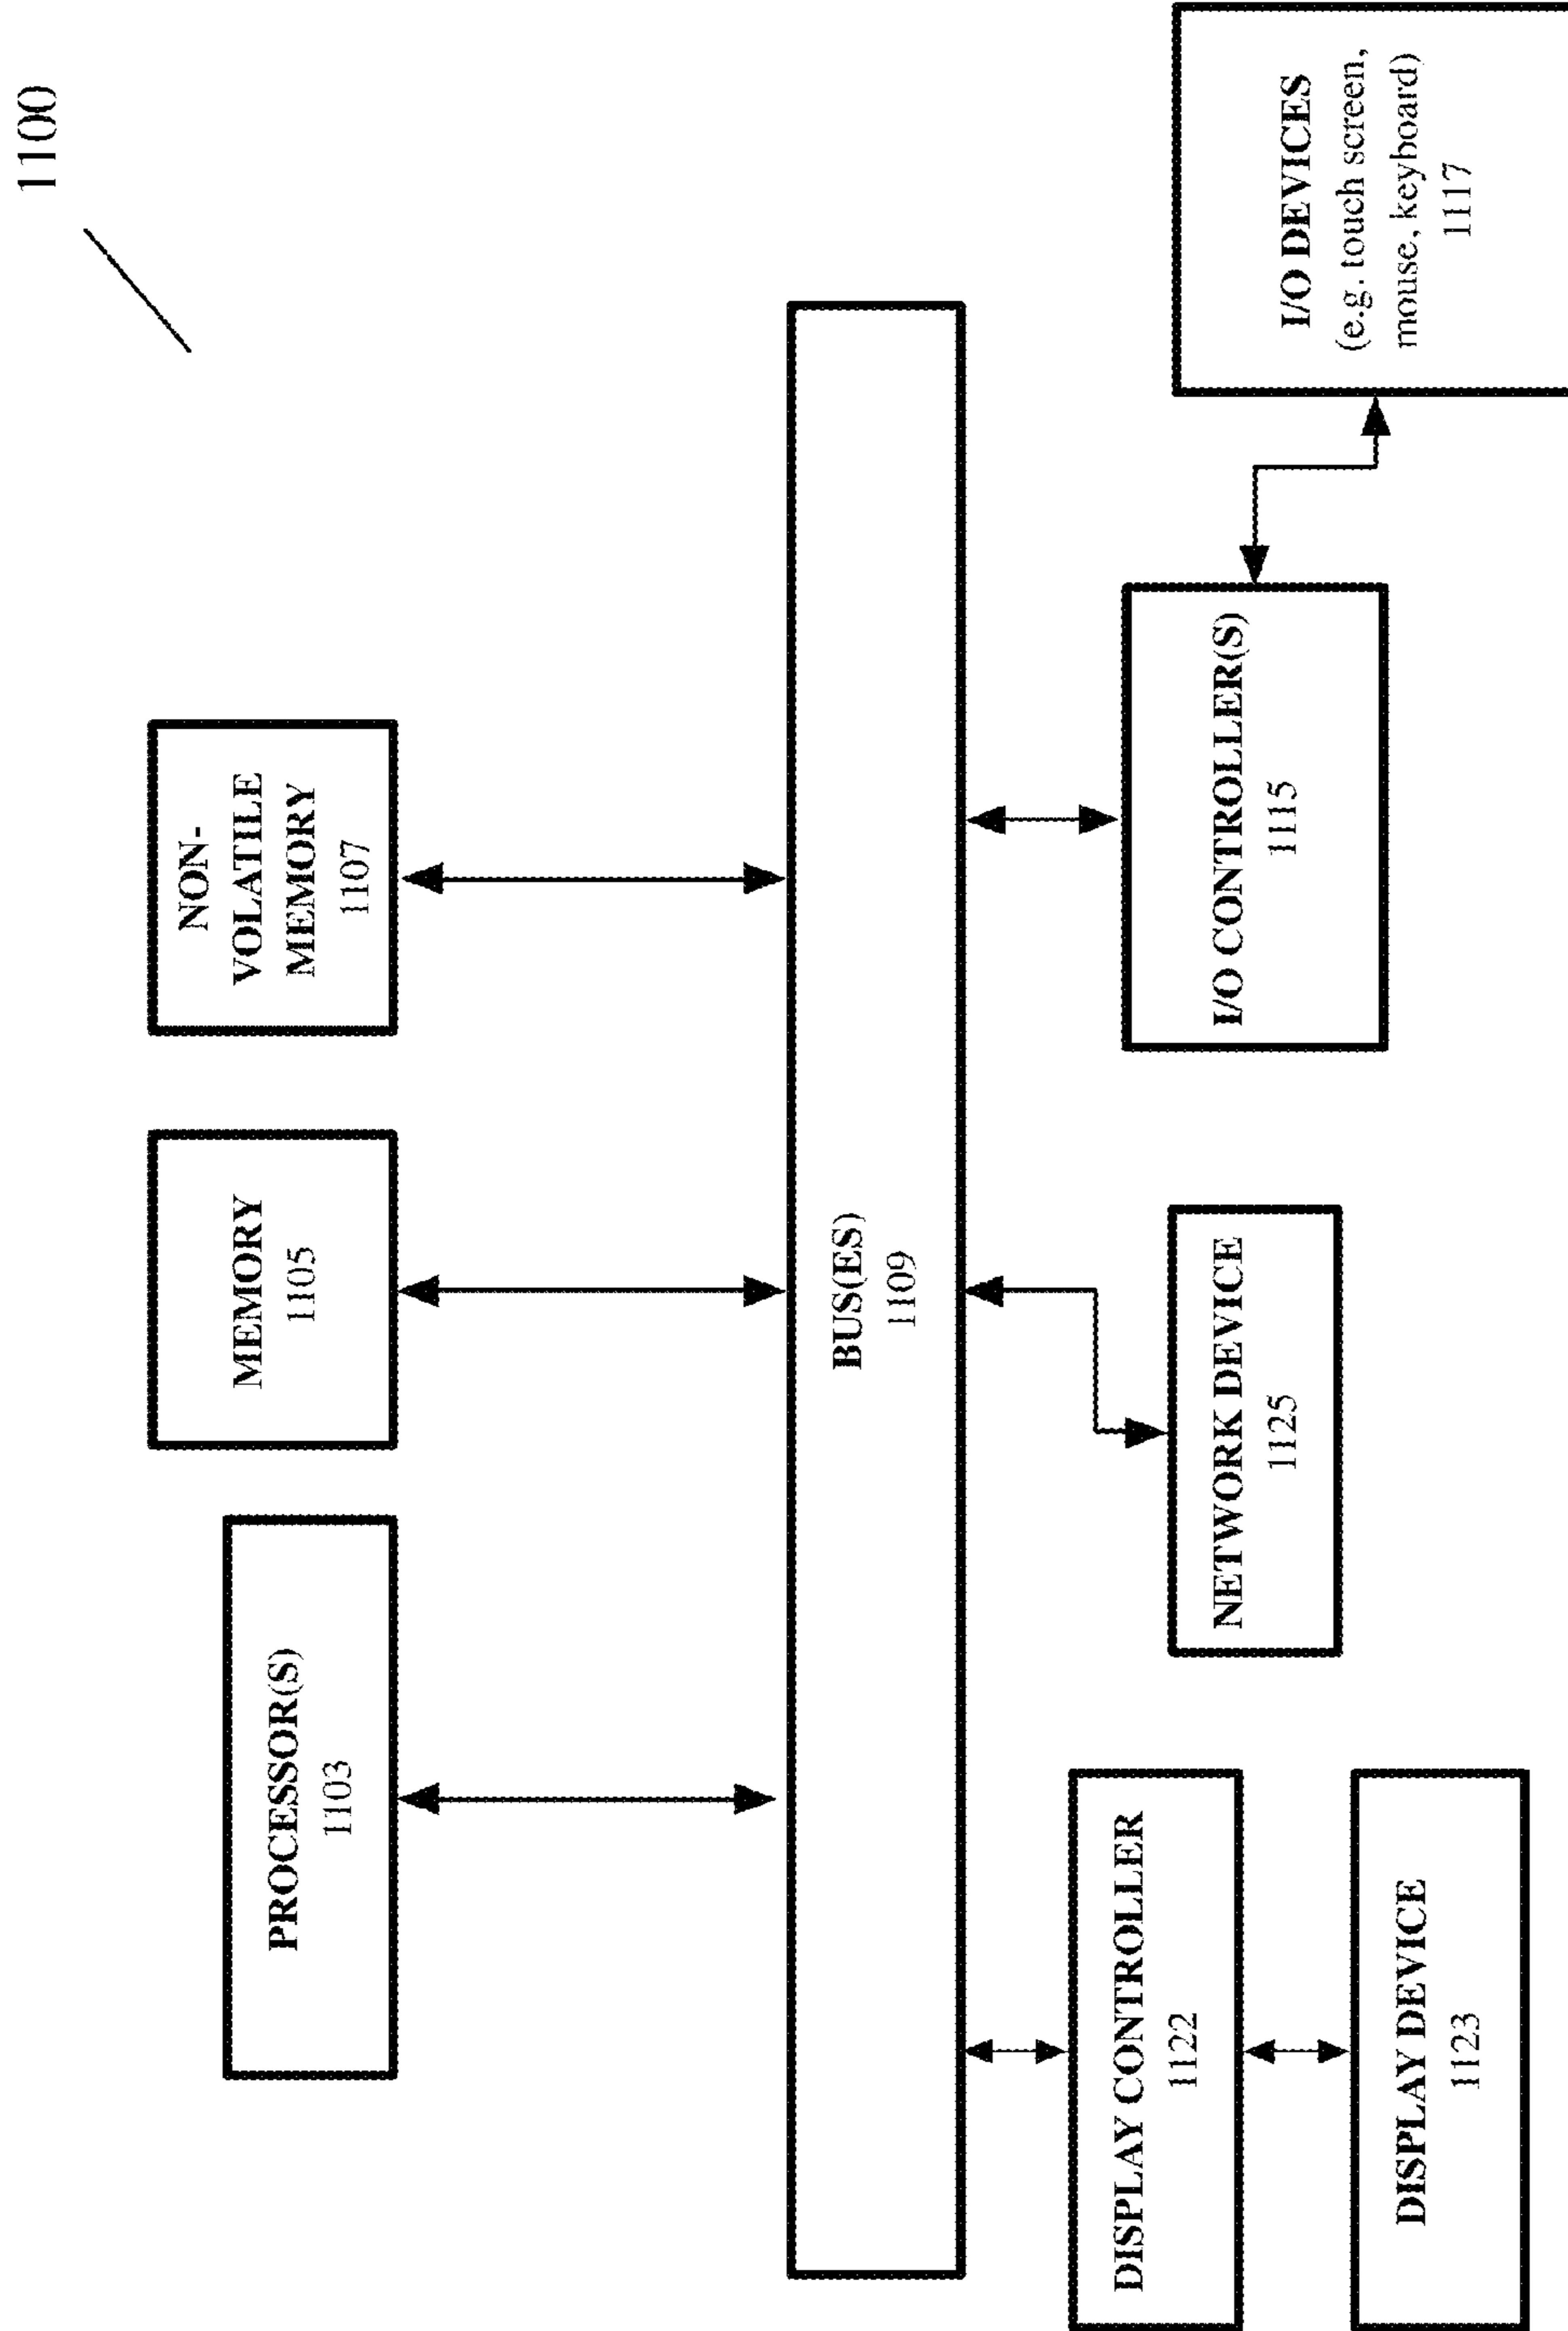 1100
PROCESSOR(S)
1103
MEMORY
1105
NON-
VOLATILE
MEMORY
1107
BUS(ES)
1109
DISPLAY CONTROLLER
1122
DISPLAY DEVICE
1123
NETWORK DEVICE
1125
I/O CONTROLLER(S)
1115
I/O DEVICES
(e.g. touch screen,
mouse, keyboard)
1117